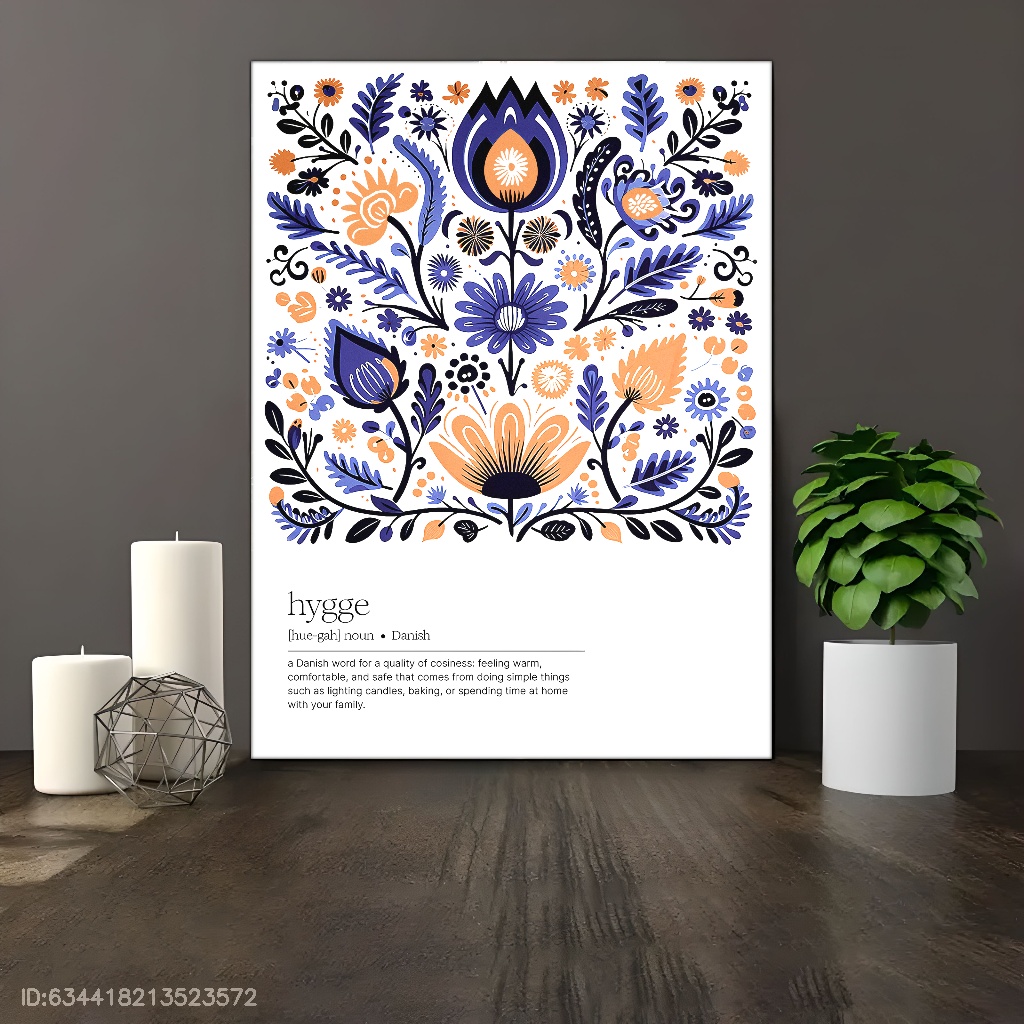 hygge
[hue-gah] noun • Danish
a Danish word for a quality of cosiness: feeling warm,
comfortable, and safe that comes from doing simple things
such as lighting candles, baking, or spending time at home
with your family.
ID:634418213523572